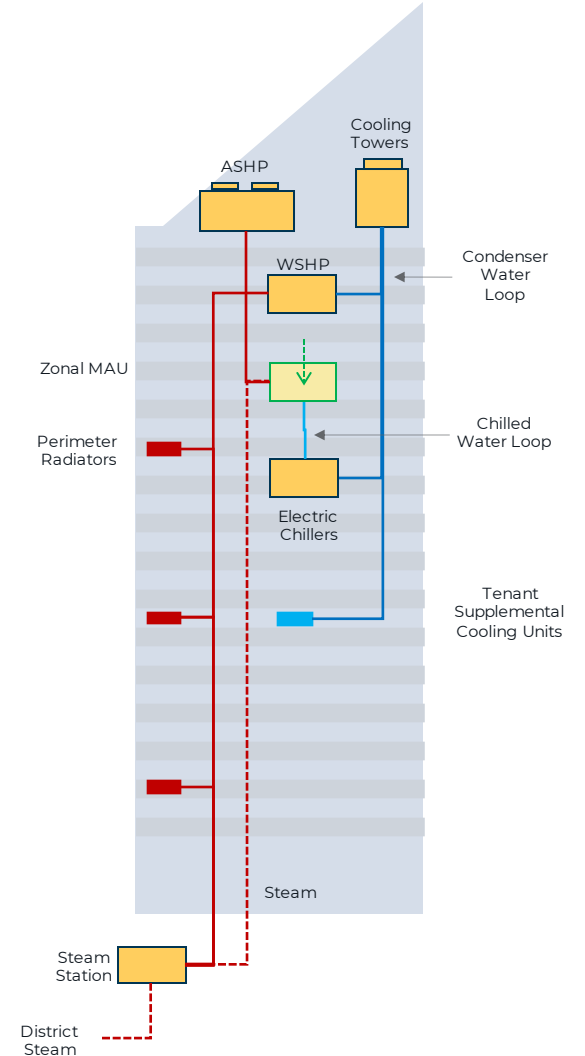 Cooling
Towers
ASHP
Condenser
Water
Loop
WSHP
Zonal MAU
Chilled
Water Loop
Perimeter
Radiators
Electric
Chillers
Tenant
Supplemental
Cooling Units
Steam
Steam
Station
District
Steam